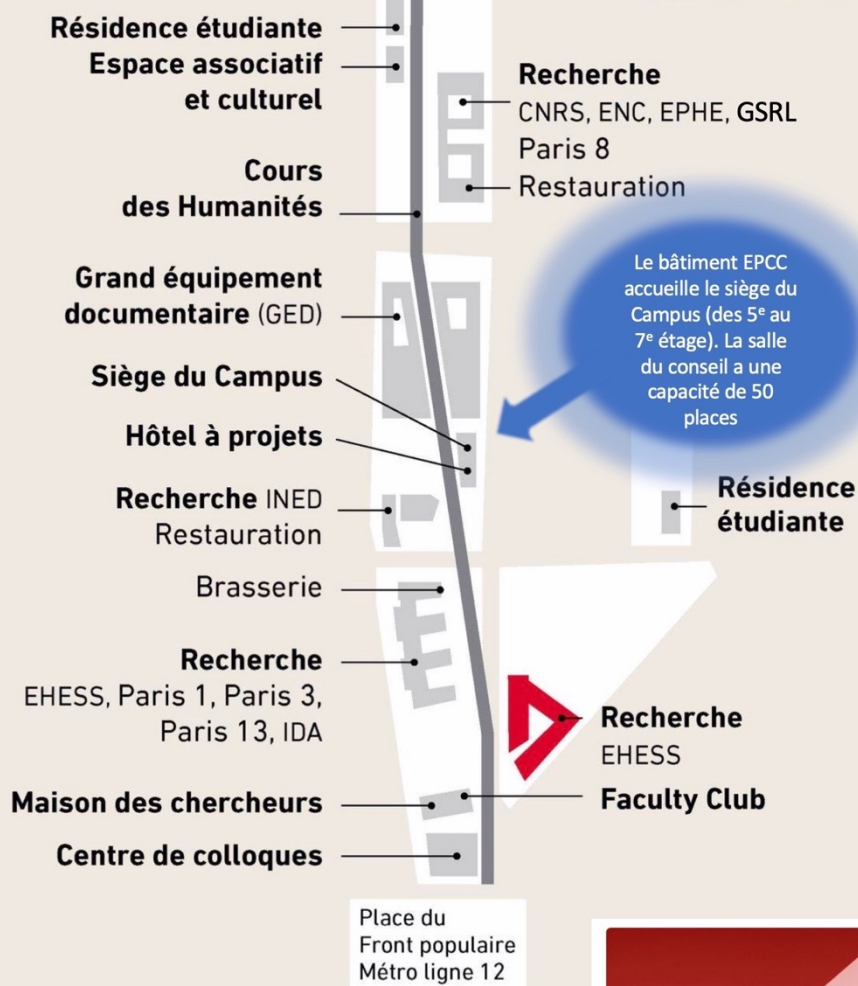 Résidence étudiante
Espace associatif
et culturel
Recherche
CNRS, ENC, EPHE, GSRL
Paris 8
Restauration
Cours
des Humanités
Le bâtiment EPCC
accueille le siège du
Campus (des 5e au
7e étage). La salle
du conseil a une
capacité de 50
places
Grand équipement
documentaire (GED)
Siège du Campus
Hôtel à projets
Recherche INED
Restauration
Résidence
étudiante
Brasserie
Recherche
EHESS, Paris 1, Paris 3,
Paris 13, IDA
Recherche
EHESS
Faculty Club
Maison des chercheurs
Centre de colloques
Place du
Front populaire
Métro ligne 12